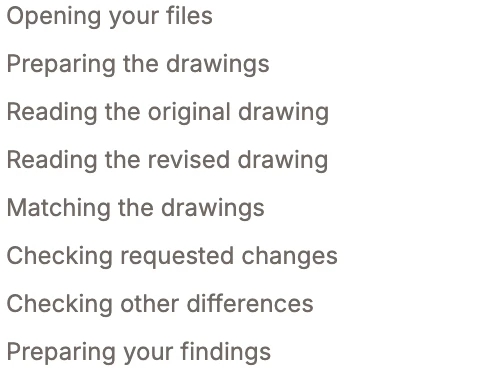 Opening your files
Preparing the drawings
Reading the original drawing
Reading the revised drawing
Matching the drawings
Checking requested changes
Checking other differences
Preparing your findings